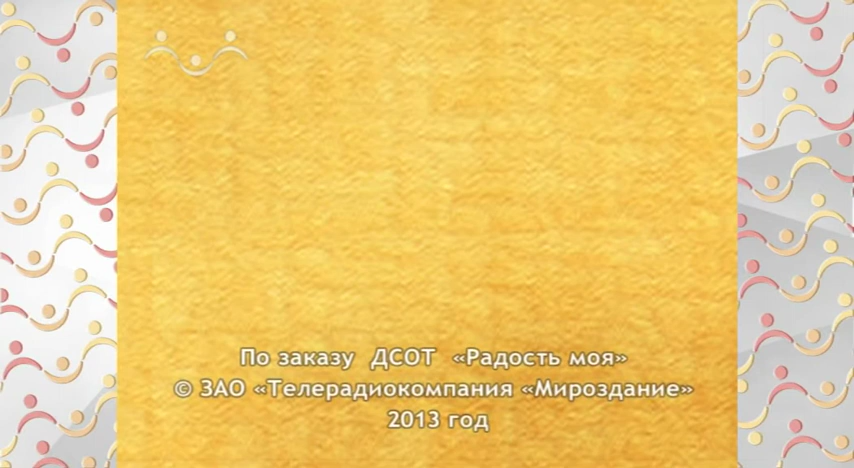 По заказу ДСОТ «Радость моя»
© ЗАО «Телерадиокомпания «Мироздание»
2013 год